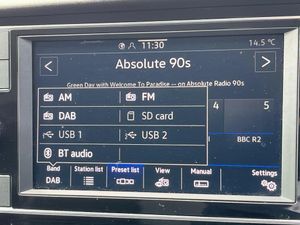 11:30 14.5 °C
Absolute 90s
Green Day with Welcome To Paradise -- on Absolute Radio 90s
AM FM
4 5
DAB SD card
USB 1 USB 2
BBC R2
BT audio
Band Station list Preset list View Manual Settings
DAB